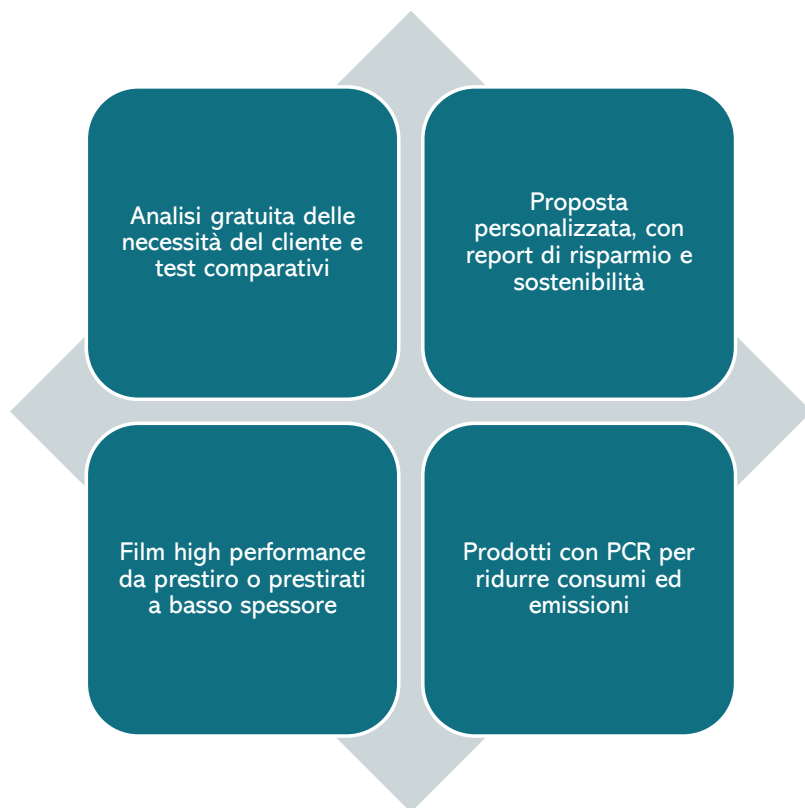 Analisi gratuita delle
necessità del cliente e
test comparativi
Proposta
personalizzata, con
report di risparmio e
sostenibilità
Film high performance
da prestiro o prestirati
a basso spessore
Prodotti con PCR per
ridurre consumi ed
emissioni